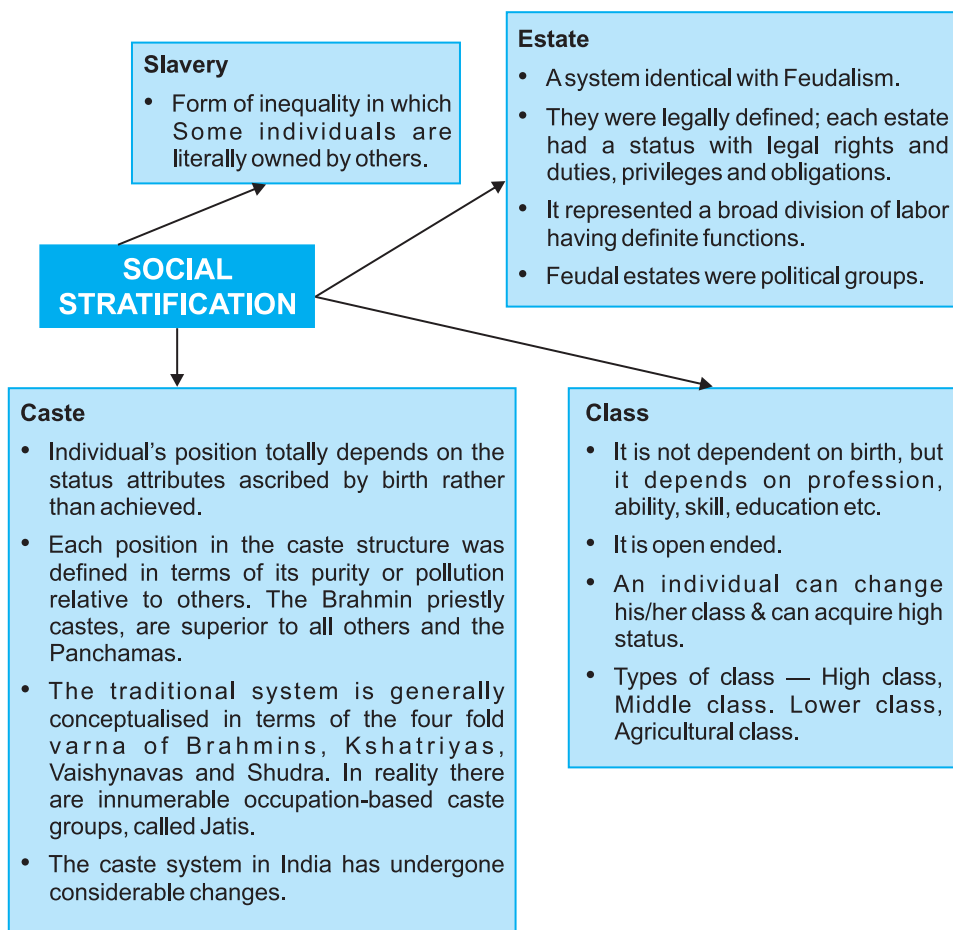 Slavery
• Form of inequality in which
Some individuals are
literally owned by others.
Estate
• A system identical with Feudalism.
• They were legally defined; each estate
had a status with legal rights and
duties, privileges and obligations.
• It represented a broad division of labor
having definite functions.
• Feudal estates were political groups.
SOCIAL
STRATIFICATION
Caste
• Individual's position totally depends on the
status attributes ascribed by birth rather
than achieved.
• Each position in the caste structure was
defined in terms of its purity or pollution
relative to others. The Brahmin priestly
castes, are superior to all others and the
Panchamas.
• The traditional system is generally
conceptualised in terms of the four fold
varna of Brahmins, Kshatriyas,
Vaishynavas and Shudra. In reality there
are innumerable occupation-based caste
groups, called Jatis.
• The caste system in India has undergone
considerable changes.
Class
• It is not dependent on birth, but
it depends on profession,
ability, skill, education etc.
• It is open ended.
• An individual can change
his/her class & can acquire high
status.
• Types of class — High class,
Middle class. Lower class,
Agricultural class.